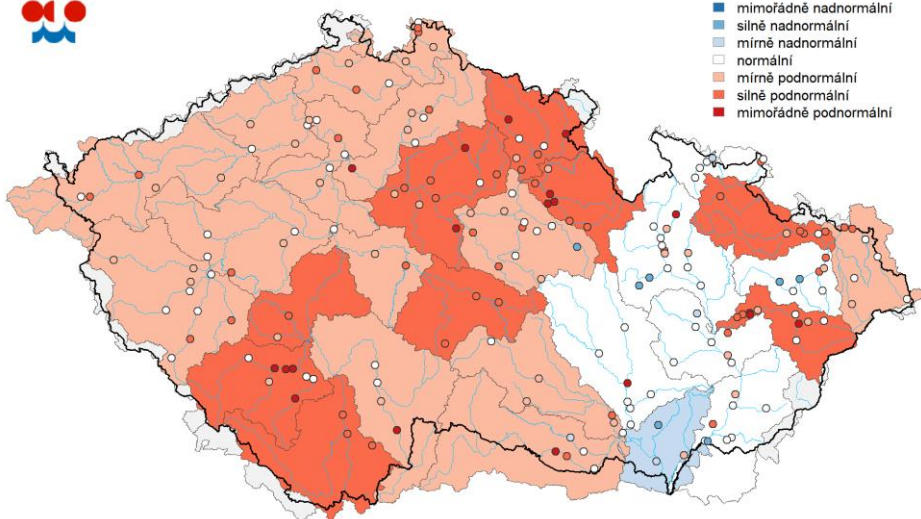 mimořádně nadnormální
silně nadnormální
mírně nadnormální
normální
mírně podnormální
silně podnormální
mimořádně podnormální